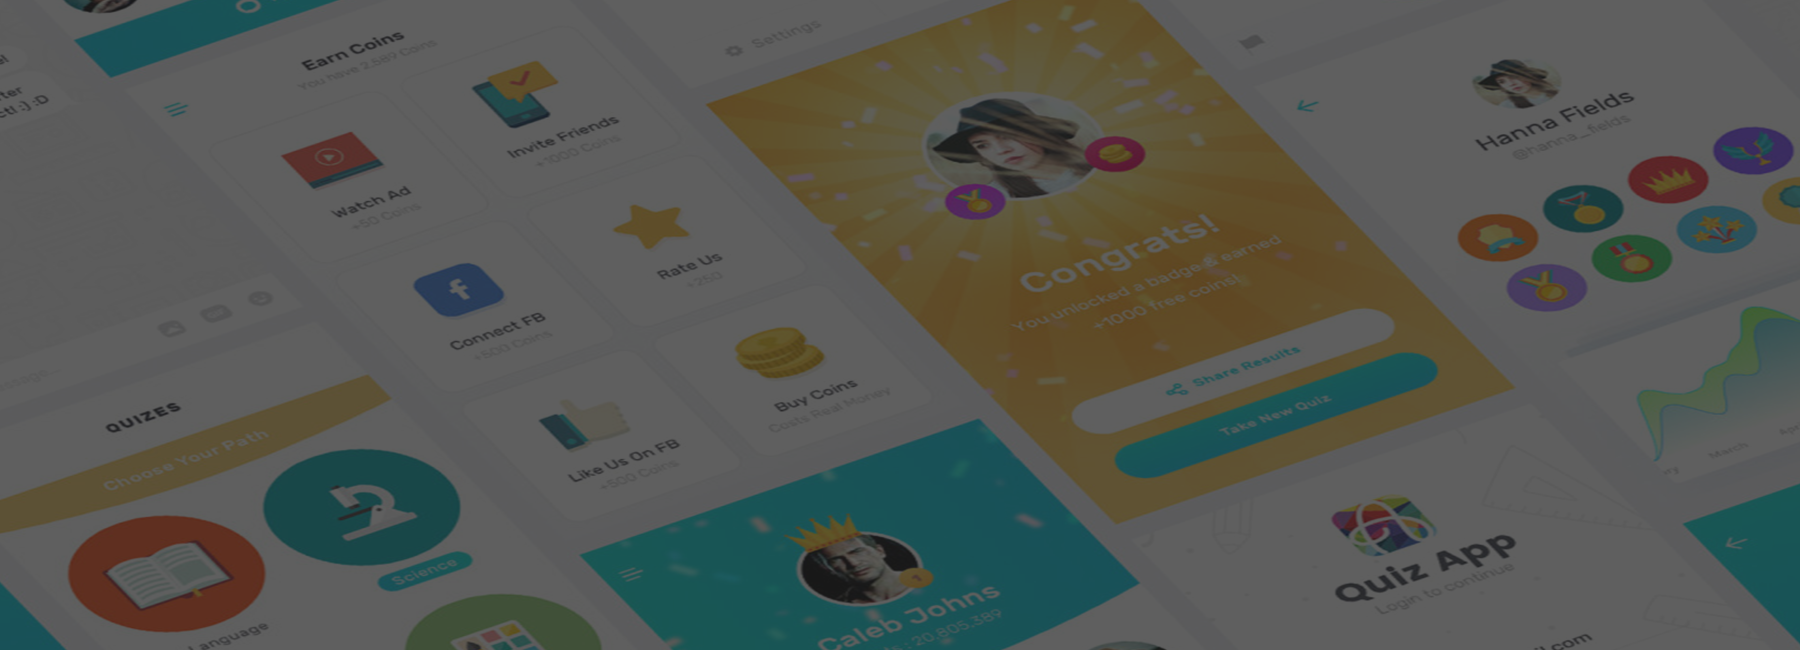 ct! :) :D
Earn Coins
You have 2,589 Coins
Watch Ad
+50 Coins
Invite Friends
+1000 Coins
Connect FB
+500 Coins
Rate Us
+250
Like Us On FB
+500 Coins
Buy Coins
Costs Real Money
QUIZES
Choose Your Path
Language
Science
Settings
Congrats!
You unlocked a badge & earned
+1000 free coins!
Share Results
Take New Quiz
Caleb Johns
20,805,389
Hanna Fields
@hanna_fields
March
Quiz App
Login to continue
.com